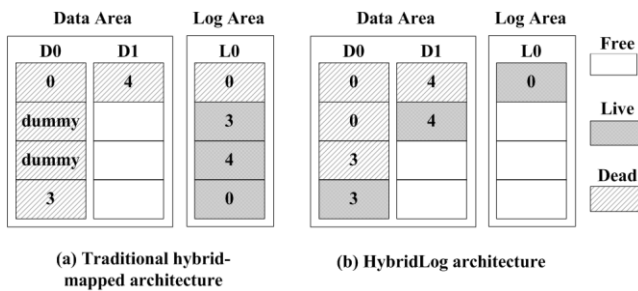 Data Area Log Area Data Area Log Area
D0 D1 L0 D0 D1 L0 Free
0 4 0 0 4 0
dummy 3 0 4 Live
dummy 4 3
3 0 3 Dead
(a) Traditional hybrid-
mapped architecture
(b) HybridLog architecture